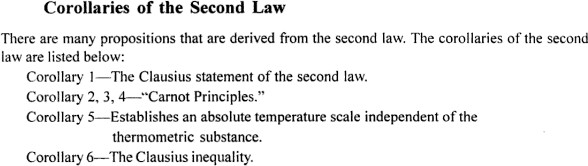 Corollaries of the Second Law
There are many propositions that are derived from the second law. The corollaries of the second
law are listed below:
Corollary 1—The Clausius statement of the second law.
Corollary 2, 3, 4—“Carnot Principles.”
Corollary 5—Establishes an absolute temperature scale independent of the
thermometric substance.
Corollary 6—The Clausius inequality.